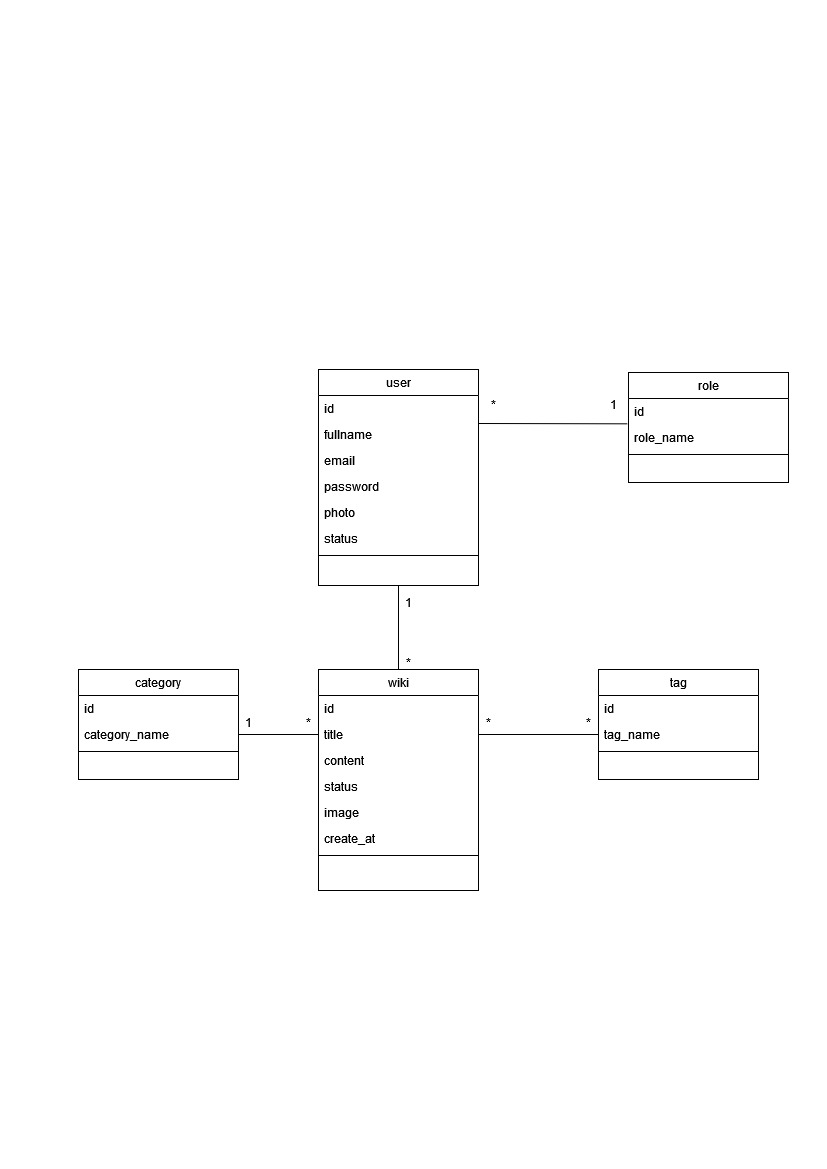 user
id
fullname
email
password
photo
status
* 1
role
id
role_name
1
*
category
id
category_name
1 *
wiki
id
title
content
status
image
create_at
* *
tag
id
tag_name